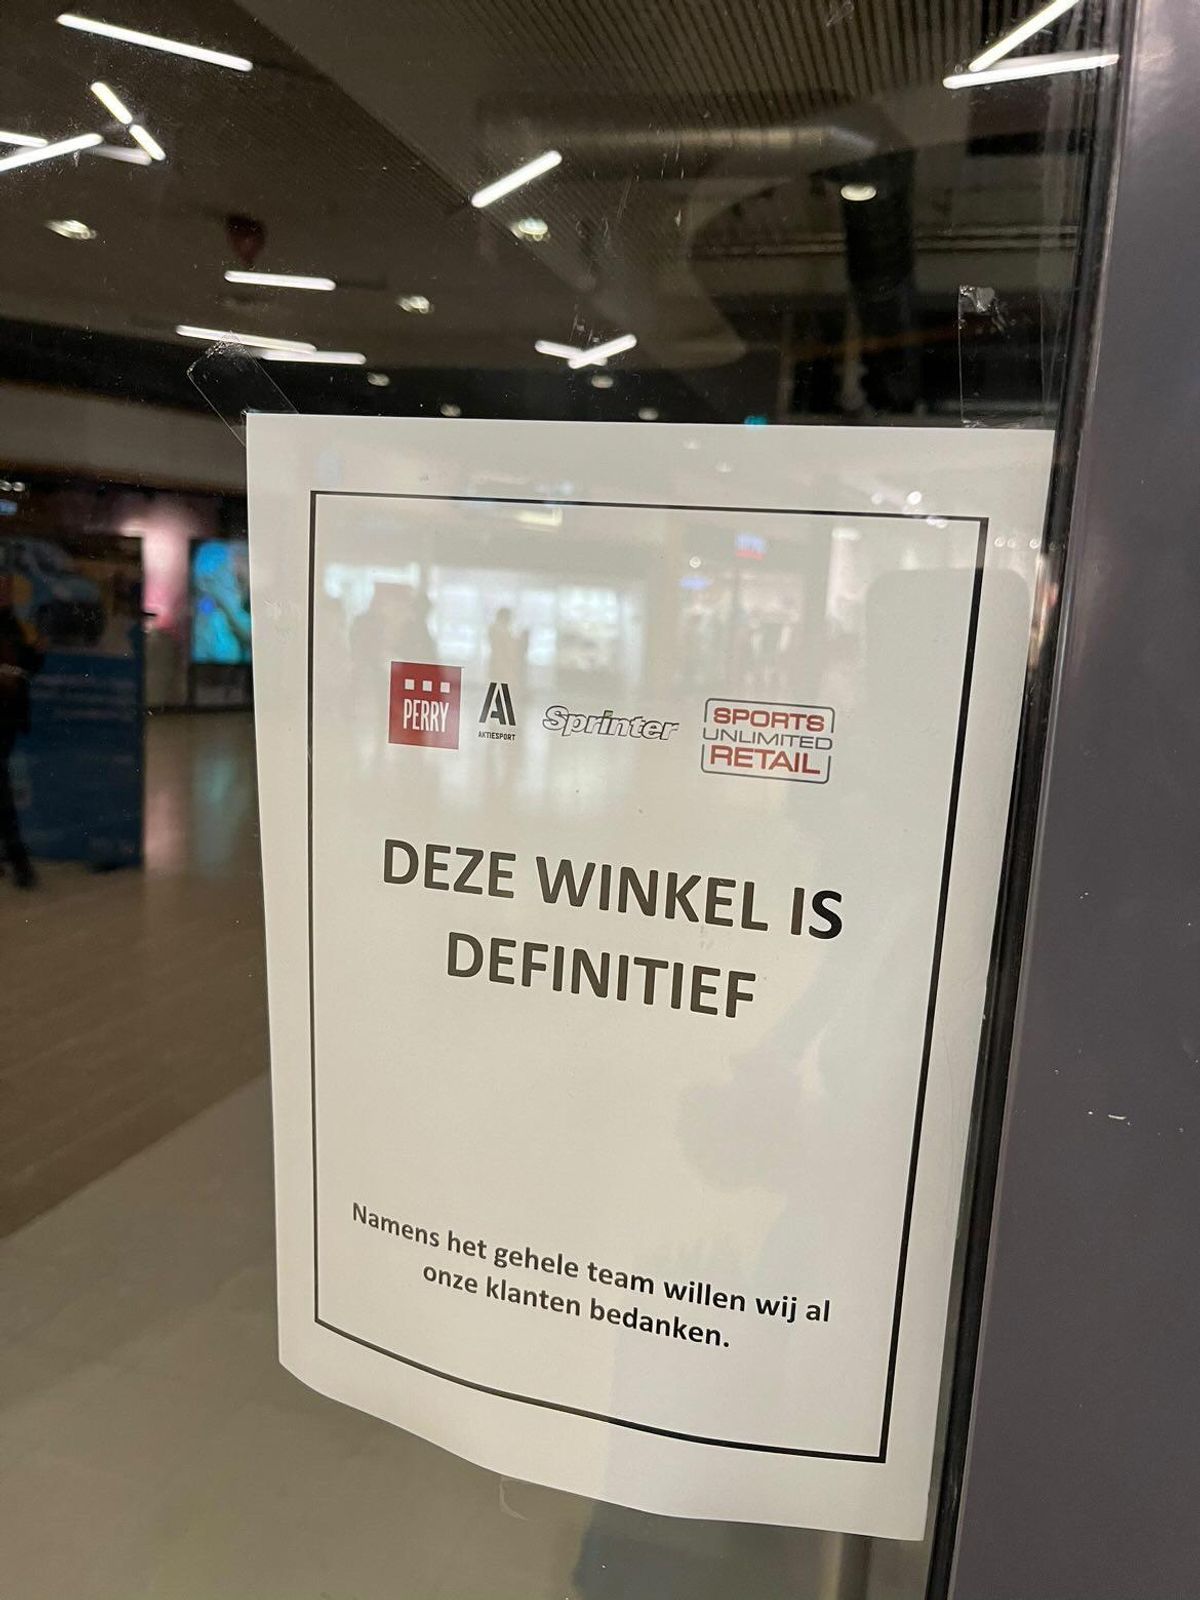 PERRY
AKTIESPORT
Sprinter
SPORTS
UNLIMITED
RETAIL
DEZE WINKEL IS
DEFINITIEF
Namens het gehele team willen wij al
onze klanten bedanken.